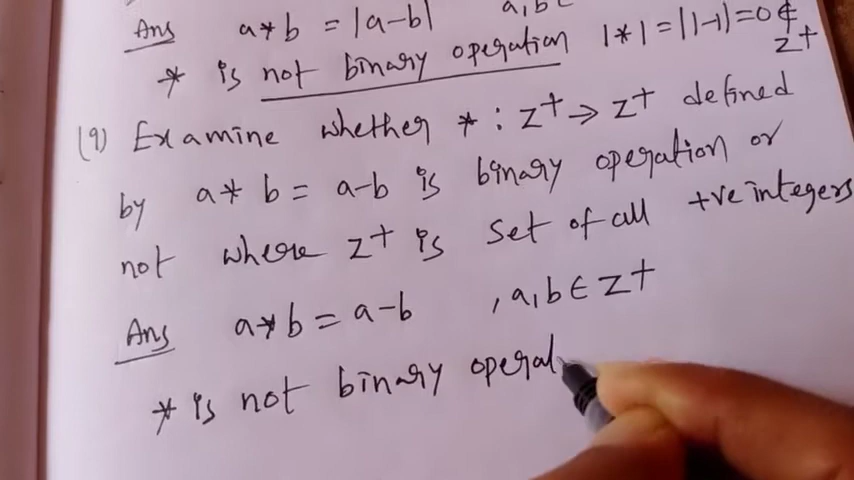 Ans a * b = |a-b| a,b
* is not binary operation 1*1 = |1-1| = 0 ∉ Z+
(9) Examine whether * : Z+ → Z+ defined
by a * b = a-b is binary operation or
not where Z+ is set of all +ve integers
Ans a * b = a-b , a,b ∈ Z+
* is not binary operat